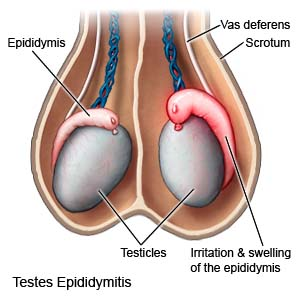 Vas deferens
Epididymis
Scrotum
Testicles
Irritation & swelling
of the epididymis
Testes Epididymitis